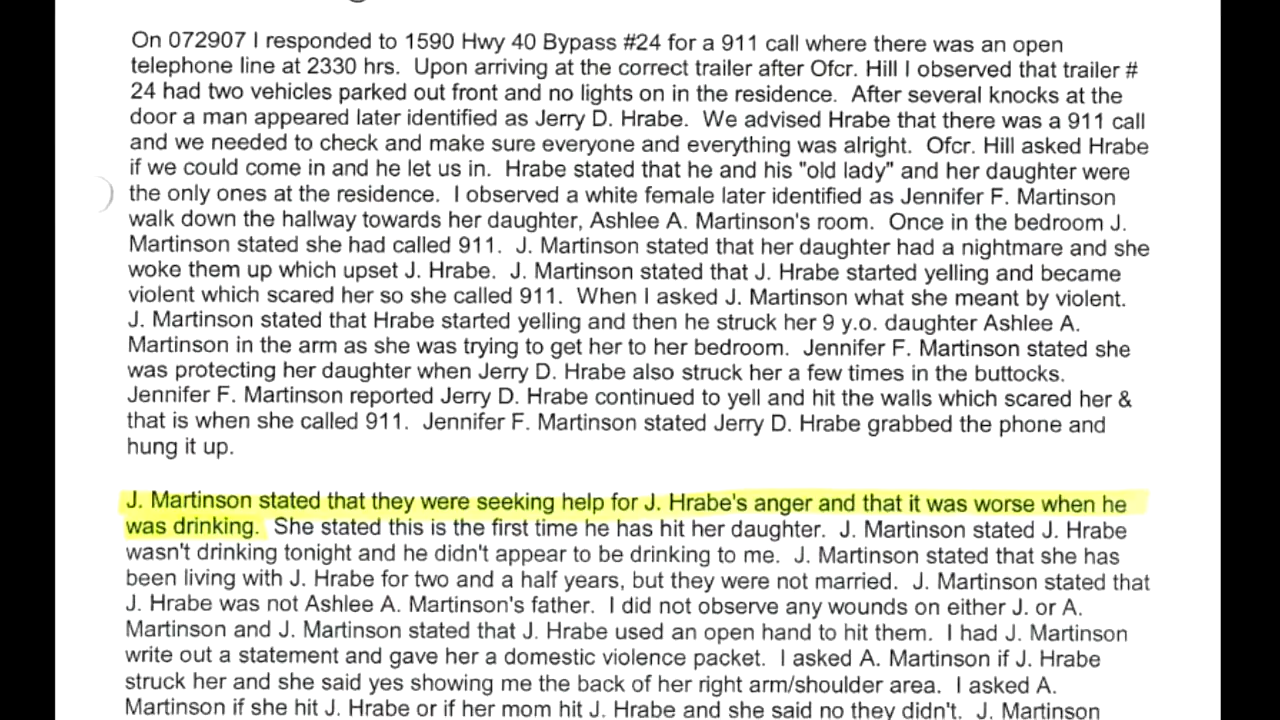 On 072907 I responded to 1590 Hwy 40 Bypass #24 for a 911 call where there was an open
telephone line at 2330 hrs.  Upon arriving at the correct trailer after Ofcr. Hill I observed that trailer #
24 had two vehicles parked out front and no lights on in the residence.  After several knocks at the
door a man appeared later identified as Jerry D. Hrabe.  We advised Hrabe that there was a 911 call
and we needed to check and make sure everyone and everything was alright.  Ofcr. Hill asked Hrabe
if we could come in and he let us in.  Hrabe stated that he and his "old lady" and her daughter were
the only ones at the residence.  I observed a white female later identified as Jennifer F. Martinson
walk down the hallway towards her daughter, Ashlee A. Martinson's room.  Once in the bedroom J.
Martinson stated she had called 911.  J. Martinson stated that her daughter had a nightmare and she
woke them up which upset J. Hrabe.  J. Martinson stated that J. Hrabe started yelling and became
violent which scared her so she called 911.  When I asked J. Martinson what she meant by violent.
J. Martinson stated that Hrabe started yelling and then he struck her 9 y.o. daughter Ashlee A.
Martinson in the arm as she was trying to get her to her bedroom.  Jennifer F. Martinson stated she
was protecting her daughter when Jerry D. Hrabe also struck her a few times in the buttocks.
Jennifer F. Martinson reported Jerry D. Hrabe continued to yell and hit the walls which scared her &
that is when she called 911.  Jennifer F. Martinson stated Jerry D. Hrabe grabbed the phone and
hung it up.
J. Martinson stated that they were seeking help for J. Hrabe's anger and that it was worse when he
was drinking.  She stated this is the first time he has hit her daughter.  J. Martinson stated J. Hrabe
wasn't drinking tonight and he didn't appear to be drinking to me.  J. Martinson stated that she has
been living with J. Hrabe for two and a half years, but they were not married.  J. Martinson stated that
J. Hrabe was not Ashlee A. Martinson's father.  I did not observe any wounds on either J. or A.
Martinson and J. Martinson stated that J. Hrabe used an open hand to hit them.  I had J. Martinson
write out a statement and gave her a domestic violence packet.  I asked A. Martinson if J. Hrabe
struck her and she said yes showing me the back of her right arm/shoulder area.  I asked A.
Martinson if she hit J. Hrabe or if her mom hit J. Hrabe and she said no they didn't.  J. Martinson